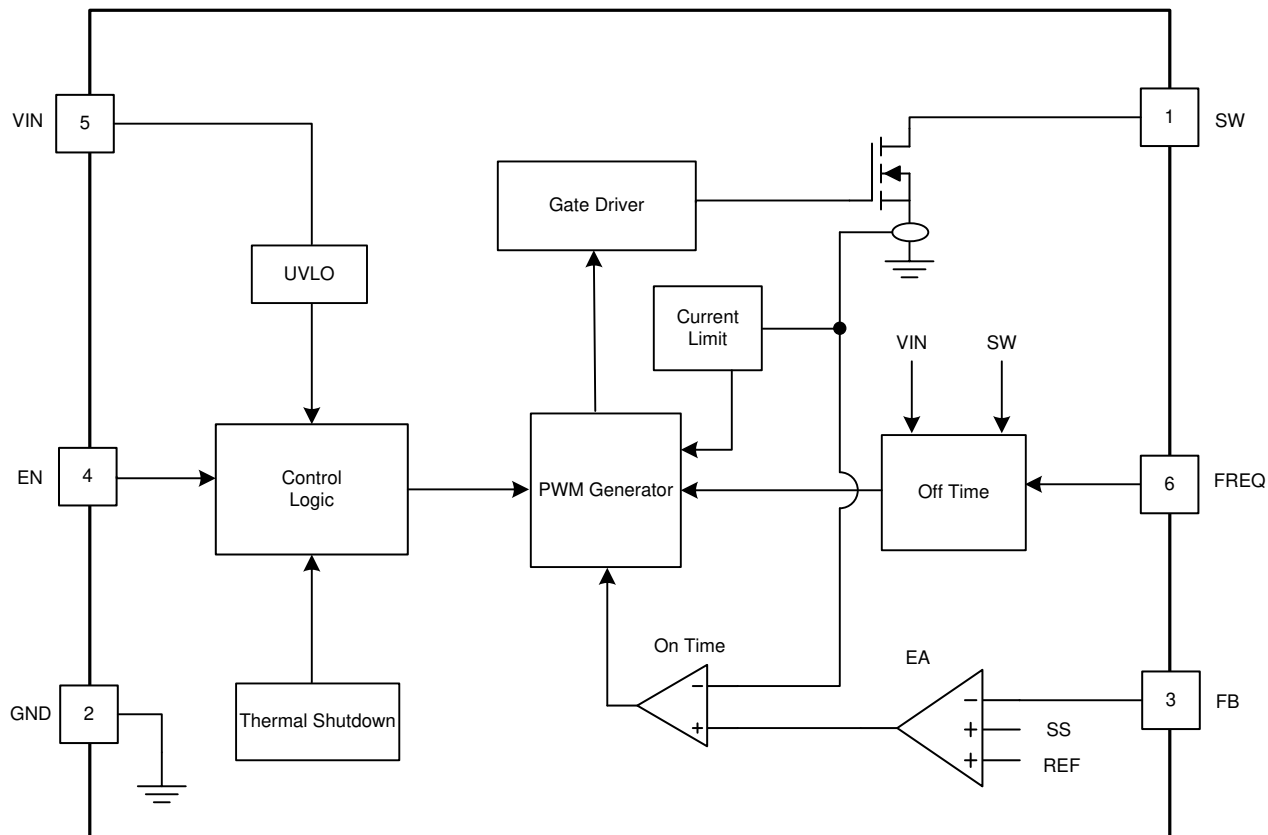 VIN
5
1
SW
Gate Driver
UVLO
Current
Limit
VIN
SW
EN
4
Control
Logic
PWM Generator
Off Time
6
FREQ
On Time
EA
GND
2
Thermal Shutdown
−
+
−
+
+
SS
REF
3
FB